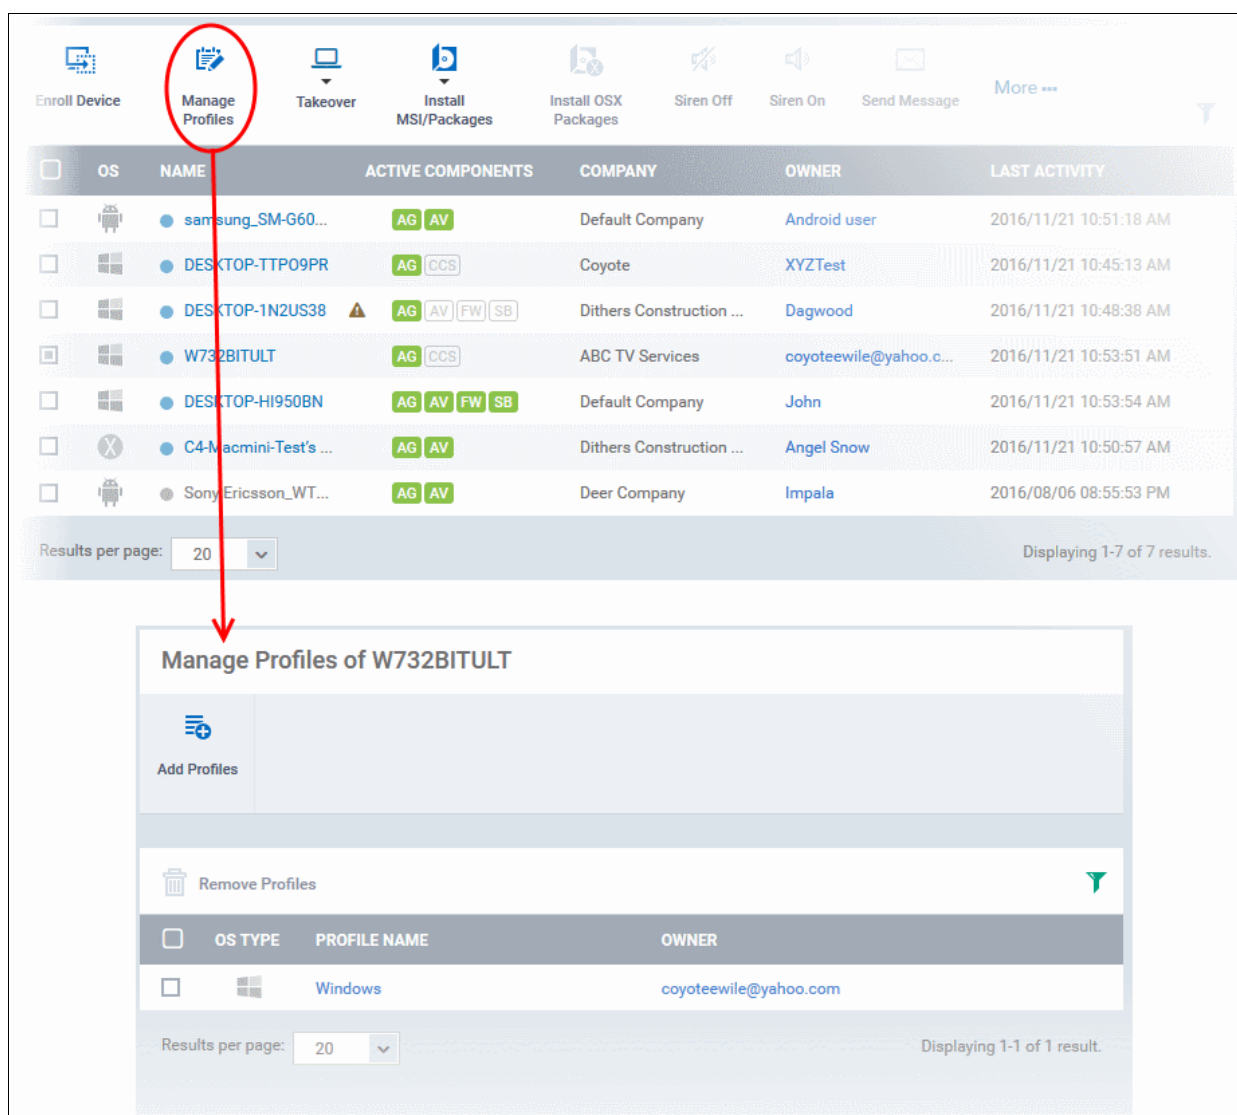 Enroll Device
Manage Profiles
Takeover
Install MSI/Packages
Install OSX Packages
Siren Off
Siren On
Send Message
More
OS NAME ACTIVE COMPONENTS COMPANY OWNER LAST ACTIVITY
samsung_SM-G60... AG AV Default Company Android user 2016/11/21 10:51:18 AM
DESKTOP-TTPO9PR AG CCS Coyote XYZTest 2016/11/21 10:45:13 AM
DESKTOP-1N2US38 AG AV FW SB Dithers Construction ... Dagwood 2016/11/21 10:48:38 AM
W732BITULT AG CCS ABC TV Services coyoteewile@yahoo.c... 2016/11/21 10:53:51 AM
DESKTOP-HI950BN AG AV FW SB Default Company John 2016/11/21 10:53:54 AM
C4-Macmini-Test's ... AG AV Dithers Construction ... Angel Snow 2016/11/21 10:50:57 AM
Sony Ericsson_WT... AG AV Deer Company Impala 2016/08/06 08:55:53 PM
Results per page: 20 Displaying 1-7 of 7 results.
Manage Profiles of W732BITULT
Add Profiles
Remove Profiles
OS TYPE PROFILE NAME OWNER
Windows coyoteewile@yahoo.com
Results per page: 20 Displaying 1-1 of 1 result.